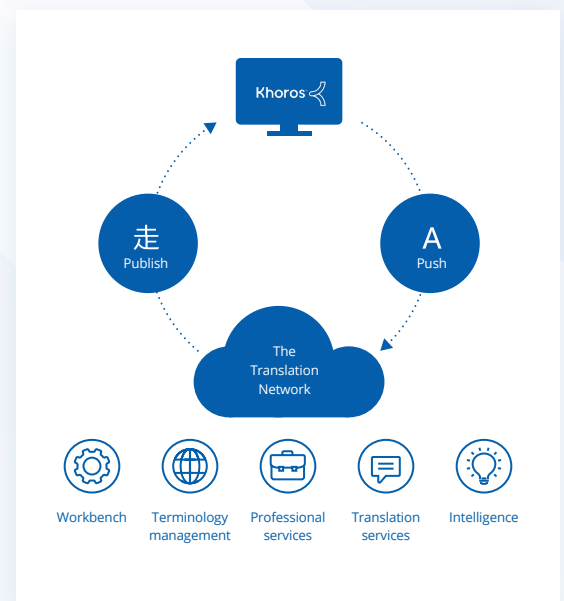 Khoros
走
Publish
A
Push
The
Translation
Network
Workbench
Terminology
management
Professional
services
Translation
services
Intelligence